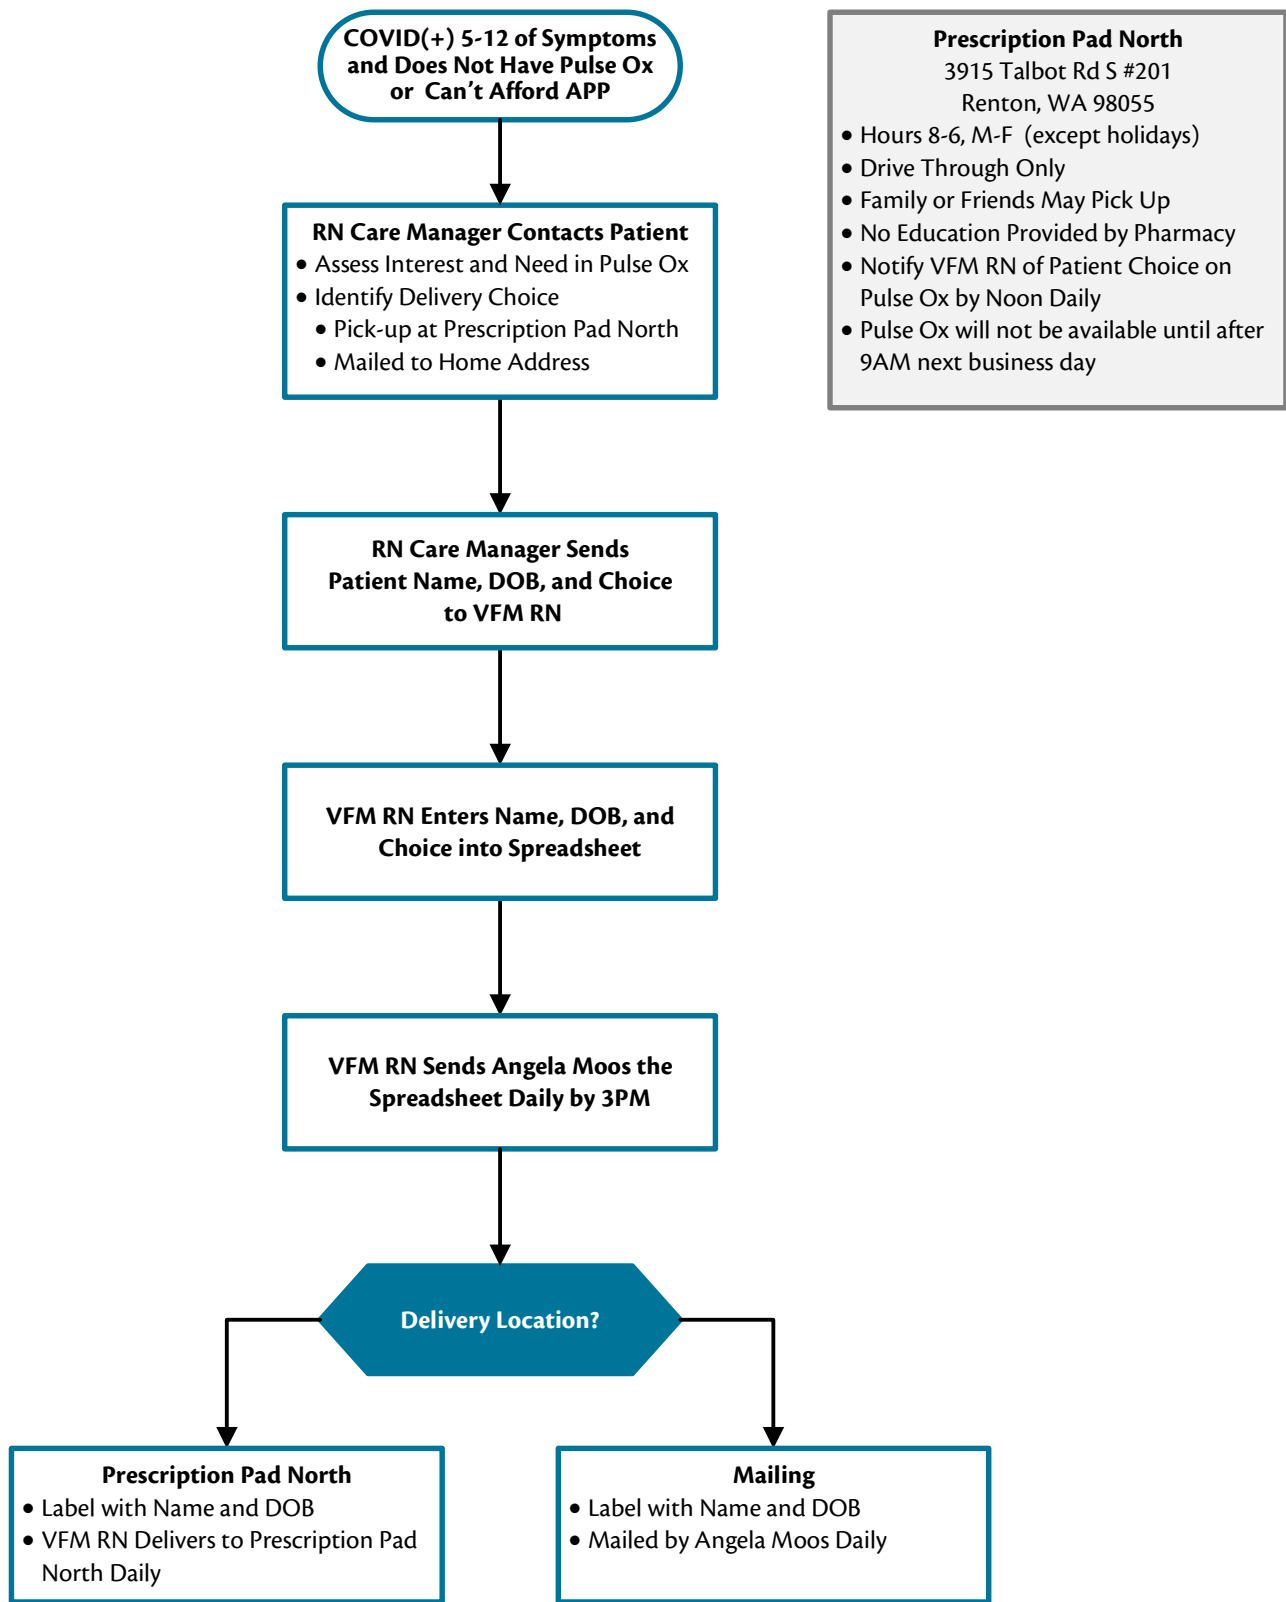 COVID(+) 5-12 of Symptoms
and Does Not Have Pulse Ox
or Can't Afford APP
Prescription Pad North
3915 Talbot Rd S #201
Renton, WA 98055
• Hours 8-6, M-F (except holidays)
• Drive Through Only
• Family or Friends May Pick Up
• No Education Provided by Pharmacy
• Notify VFM RN of Patient Choice on
Pulse Ox by Noon Daily
• Pulse Ox will not be available until after
9AM next business day
RN Care Manager Contacts Patient
• Assess Interest and Need in Pulse Ox
• Identify Delivery Choice
• Pick-up at Prescription Pad North
• Mailed to Home Address
RN Care Manager Sends
Patient Name, DOB, and Choice
to VFM RN
VFM RN Enters Name, DOB, and
Choice into Spreadsheet
VFM RN Sends Angela Moos the
Spreadsheet Daily by 3PM
Delivery Location?
Prescription Pad North
• Label with Name and DOB
• VFM RN Delivers to Prescription Pad
North Daily
Mailing
• Label with Name and DOB
• Mailed by Angela Moos Daily